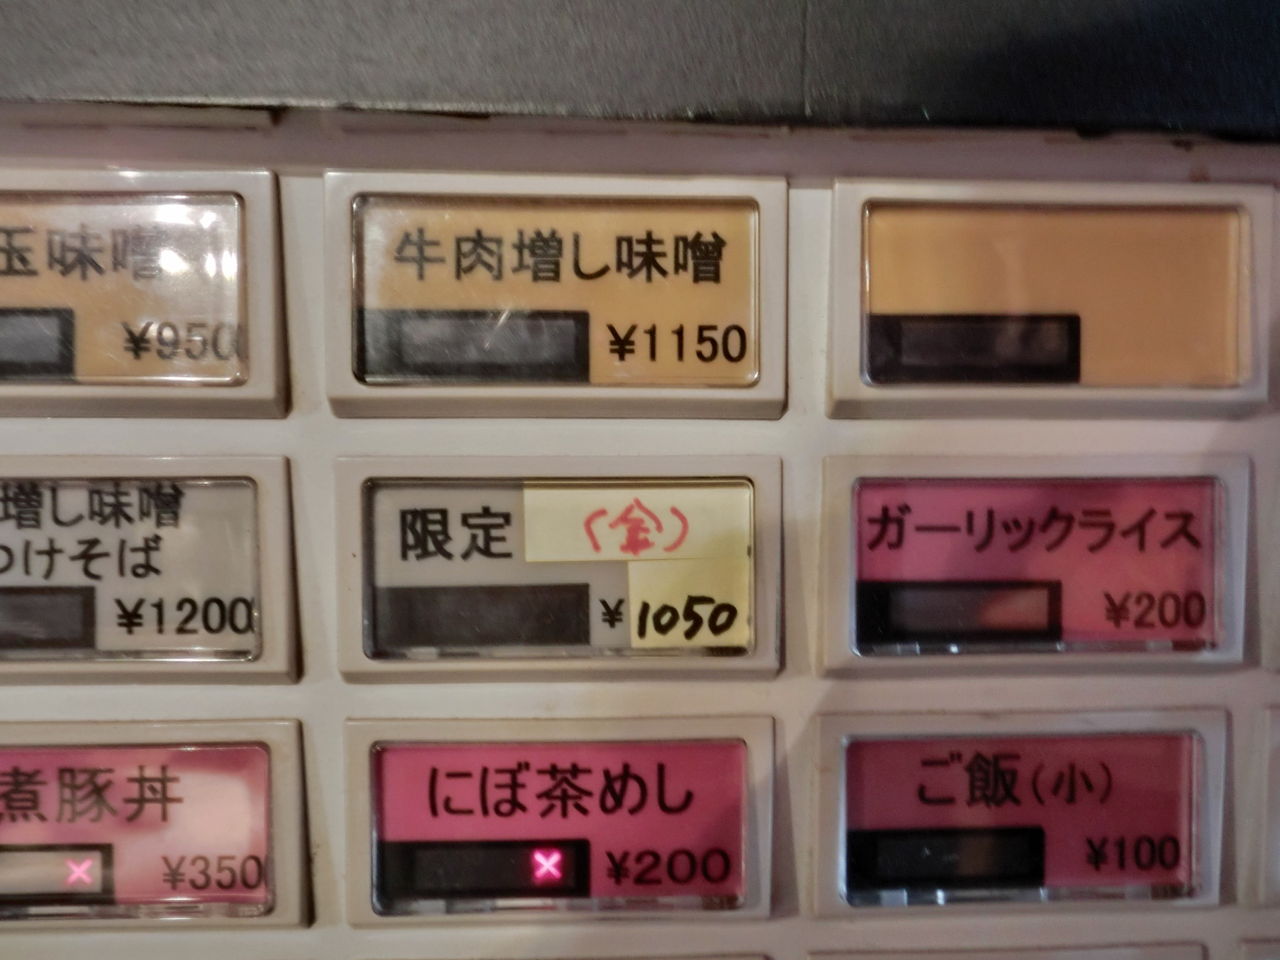 玉味噌
¥950
牛肉増し味噌
¥1150
増し味噌
つけそば
¥1200
限定
(金)
¥1050
ガーリックライス
¥200
煮豚丼
×
¥350
にぼ茶めし
×
¥200
ご飯(小)
¥100